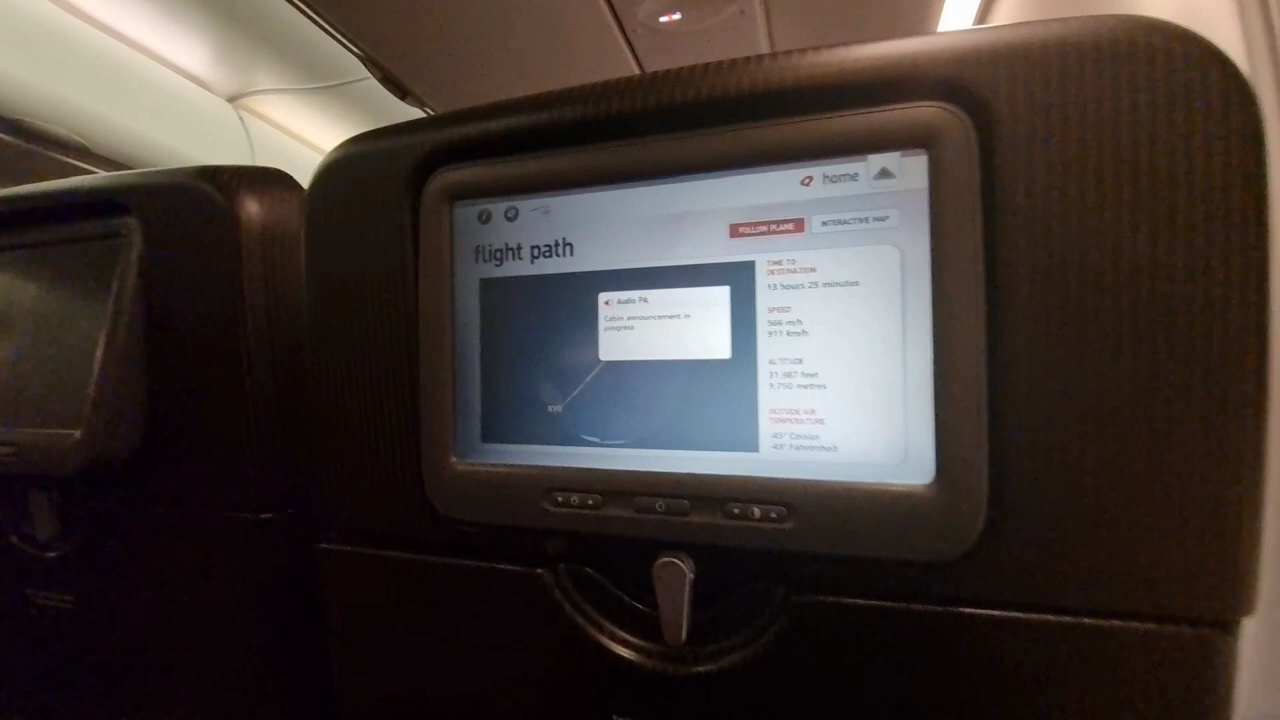 home
FOLLOW PLANE
INTERACTIVE MAP
flight path
TIME TO
DESTINATION
13 hours 25 minutes
Audio PA
Cabin announcement in
progress
SPEED
566 m/h
911 km/h
ALTITUDE
31,987 feet
9,750 metres
OUTSIDE AIR
TEMPERATURE
-45° Celsius
Fahrenheit